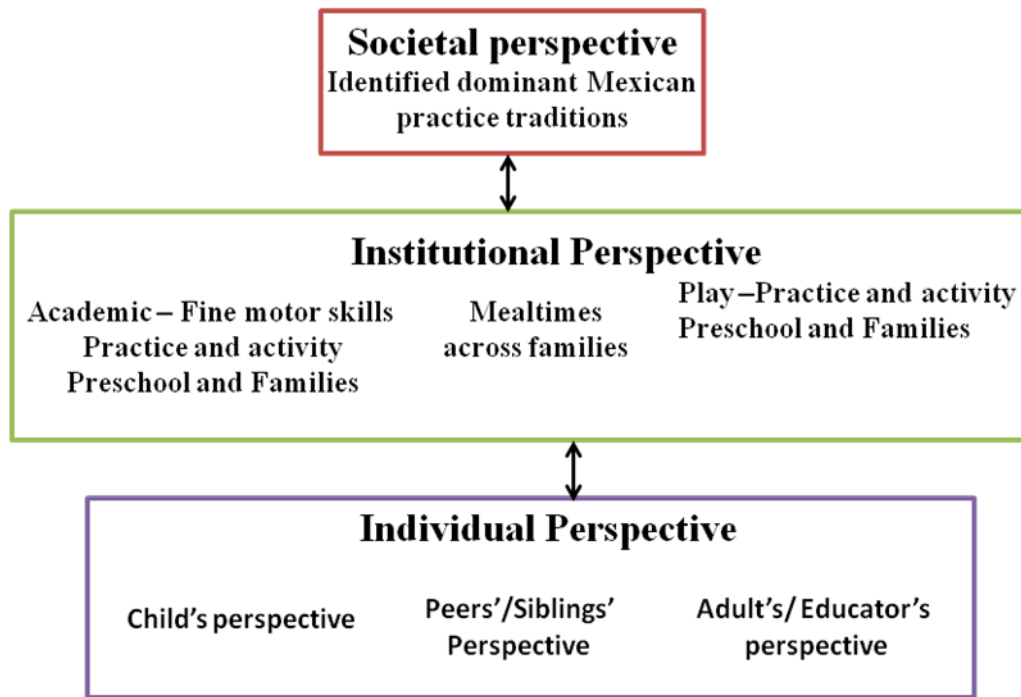 Societal perspective
Identified dominant Mexican
practice traditions
Institutional Perspective
Academic – Fine motor skills
Practice and activity
Preschool and Families
Mealtimes
across families
Play –Practice and activity
Preschool and Families
Individual Perspective
Child’s perspective
Peers’/Siblings’
Perspective
Adult’s/ Educator’s
perspective